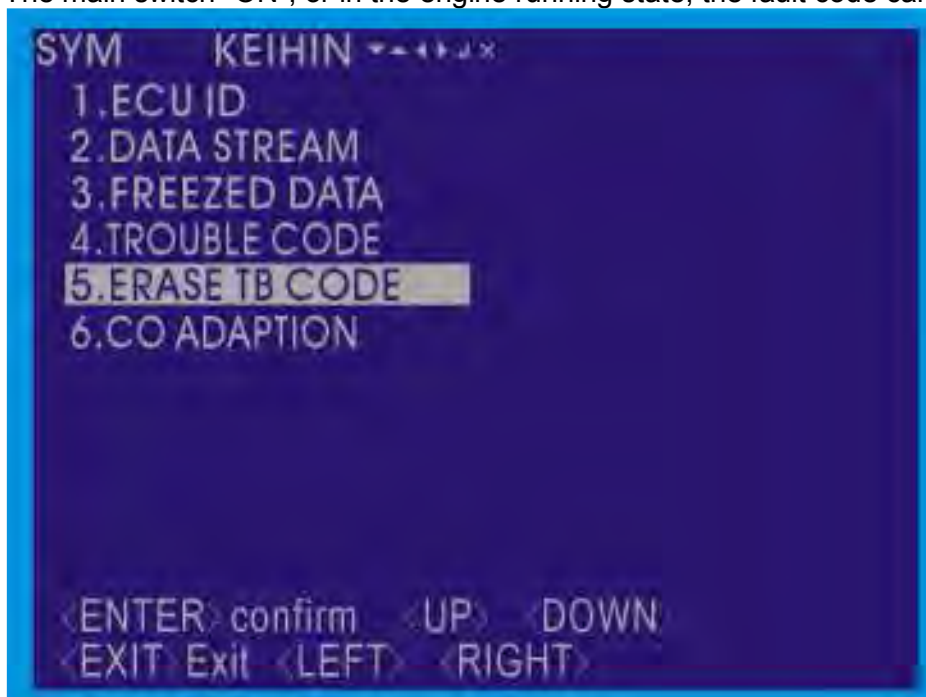 The main switch "ON", or in the engine running state, the fault code ca
SYM KEIHIN
1.ECU ID
2.DATA STREAM
3.FREEZED DATA
4.TROUBLE CODE
5.ERASE TB CODE
6.CO ADAPTION
<ENTER> confirm <UP> <DOWN>
<EXIT> Exit <LEFT> <RIGHT>